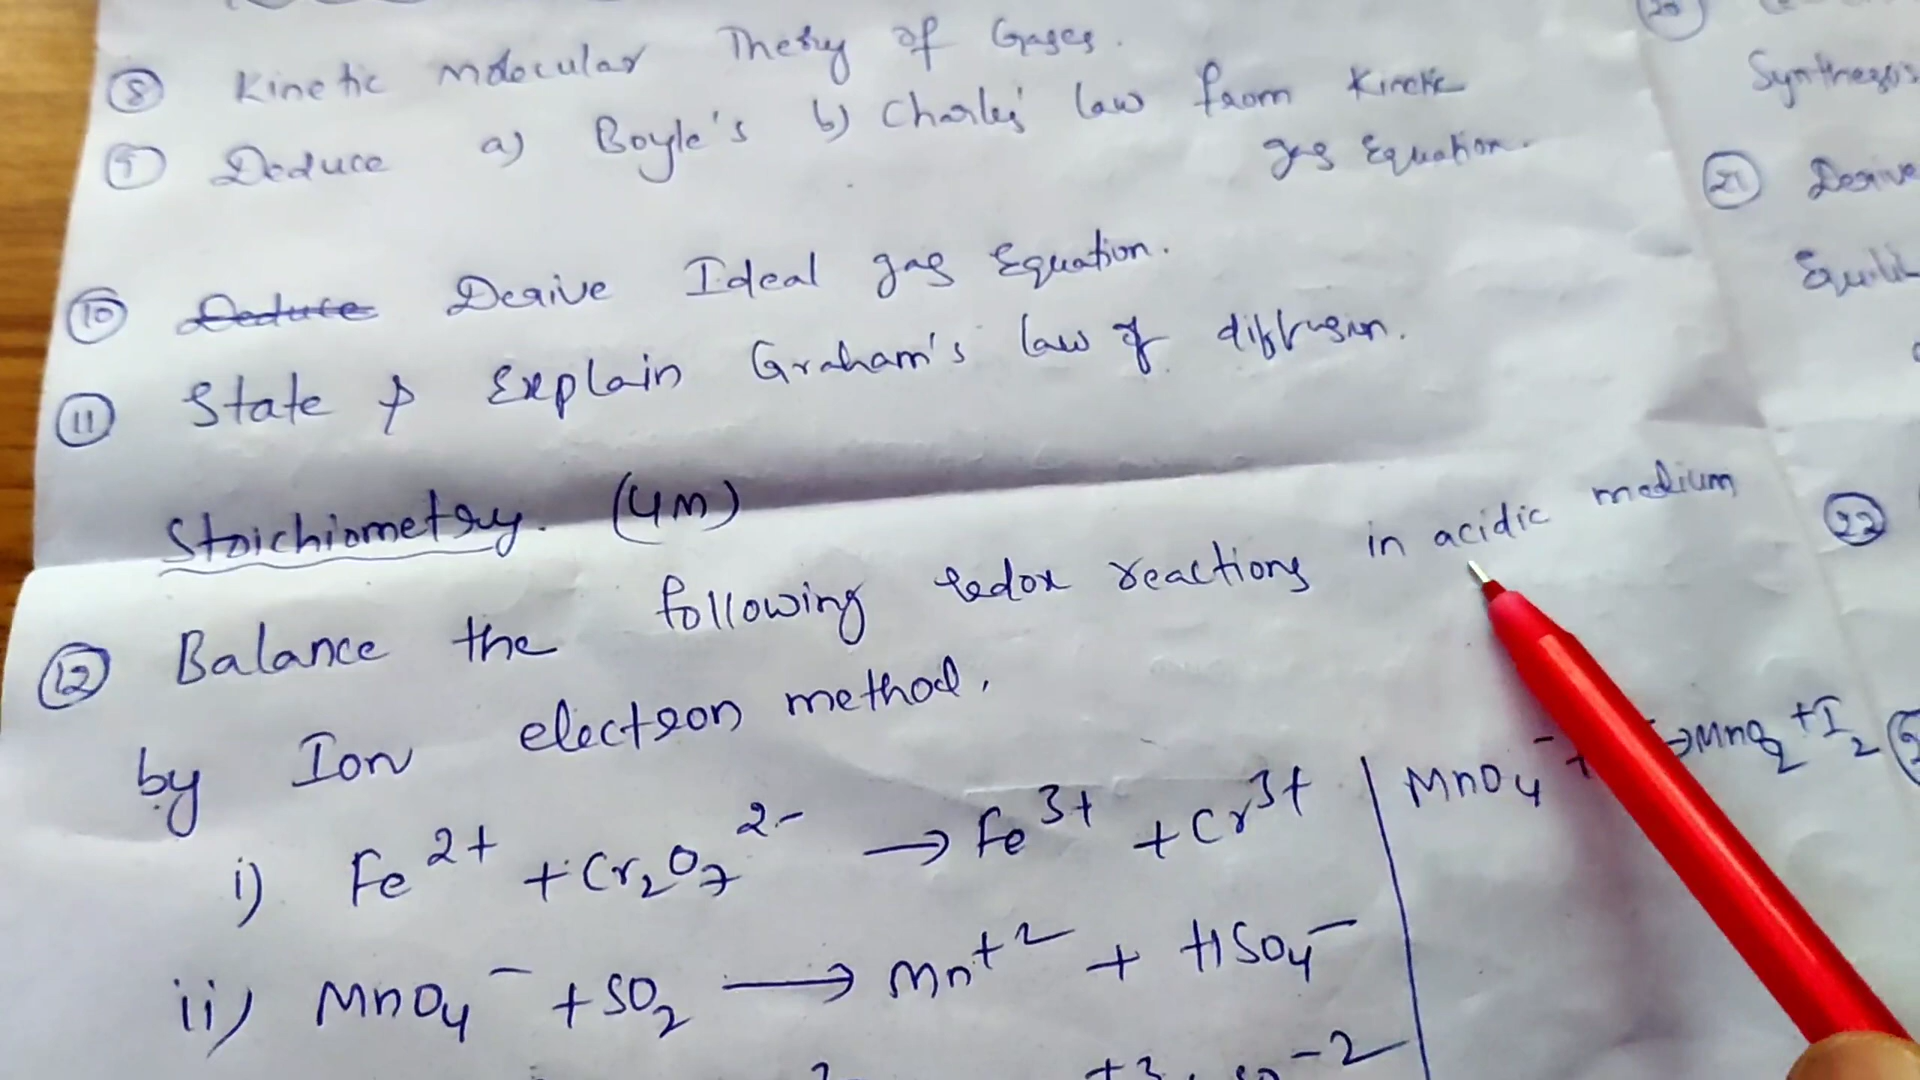 ⑧ Kinetic Molecular Theory of Gases.
⑨ Deduce a) Boyle's b) Charles' law from Kinetic
gas Equation.
⑩ Deduce Derive Ideal gas Equation.
⑪ State & Explain Graham's law of diffusion.
Stoichiometry. (4M)
⑫ Balance the following redox reactions in acidic medium
by Ion electron method.
i) Fe²⁺ + Cr₂O₇²⁻ → Fe³⁺ + Cr³⁺
MnO₄⁻ + → MnO₂ + I₂
ii) MnO₄⁻ + SO₂ → Mn⁺² + HSO₄⁻
⑳
Synthesis
㉑ Derive
㉒